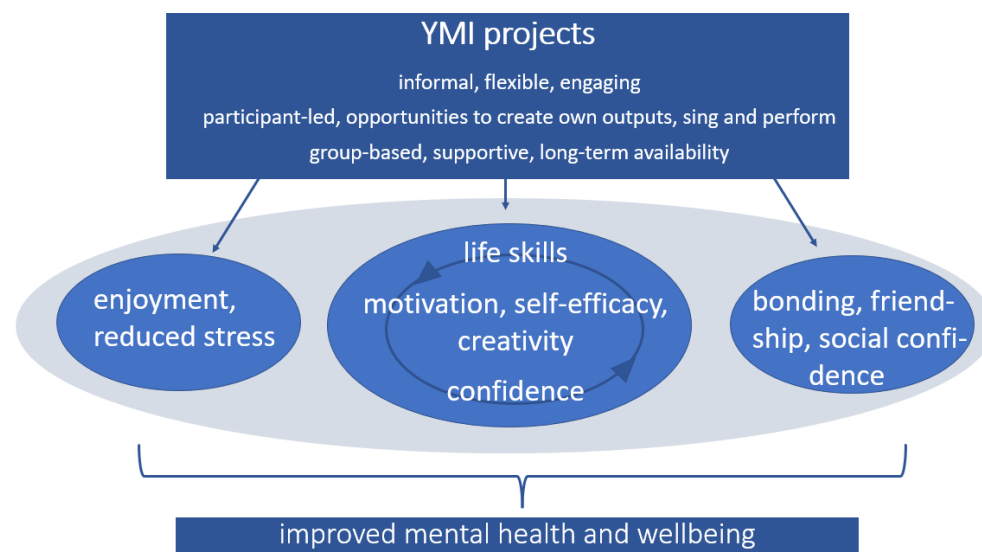 YMI projects
informal, flexible, engaging
participant-led, opportunities to create own outputs, sing and perform
group-based, supportive, long-term availability
enjoyment,
reduced stress
life skills
motivation, self-efficacy,
creativity
confidence
bonding, friend-
ship, social confi-
dence
improved mental health and wellbeing